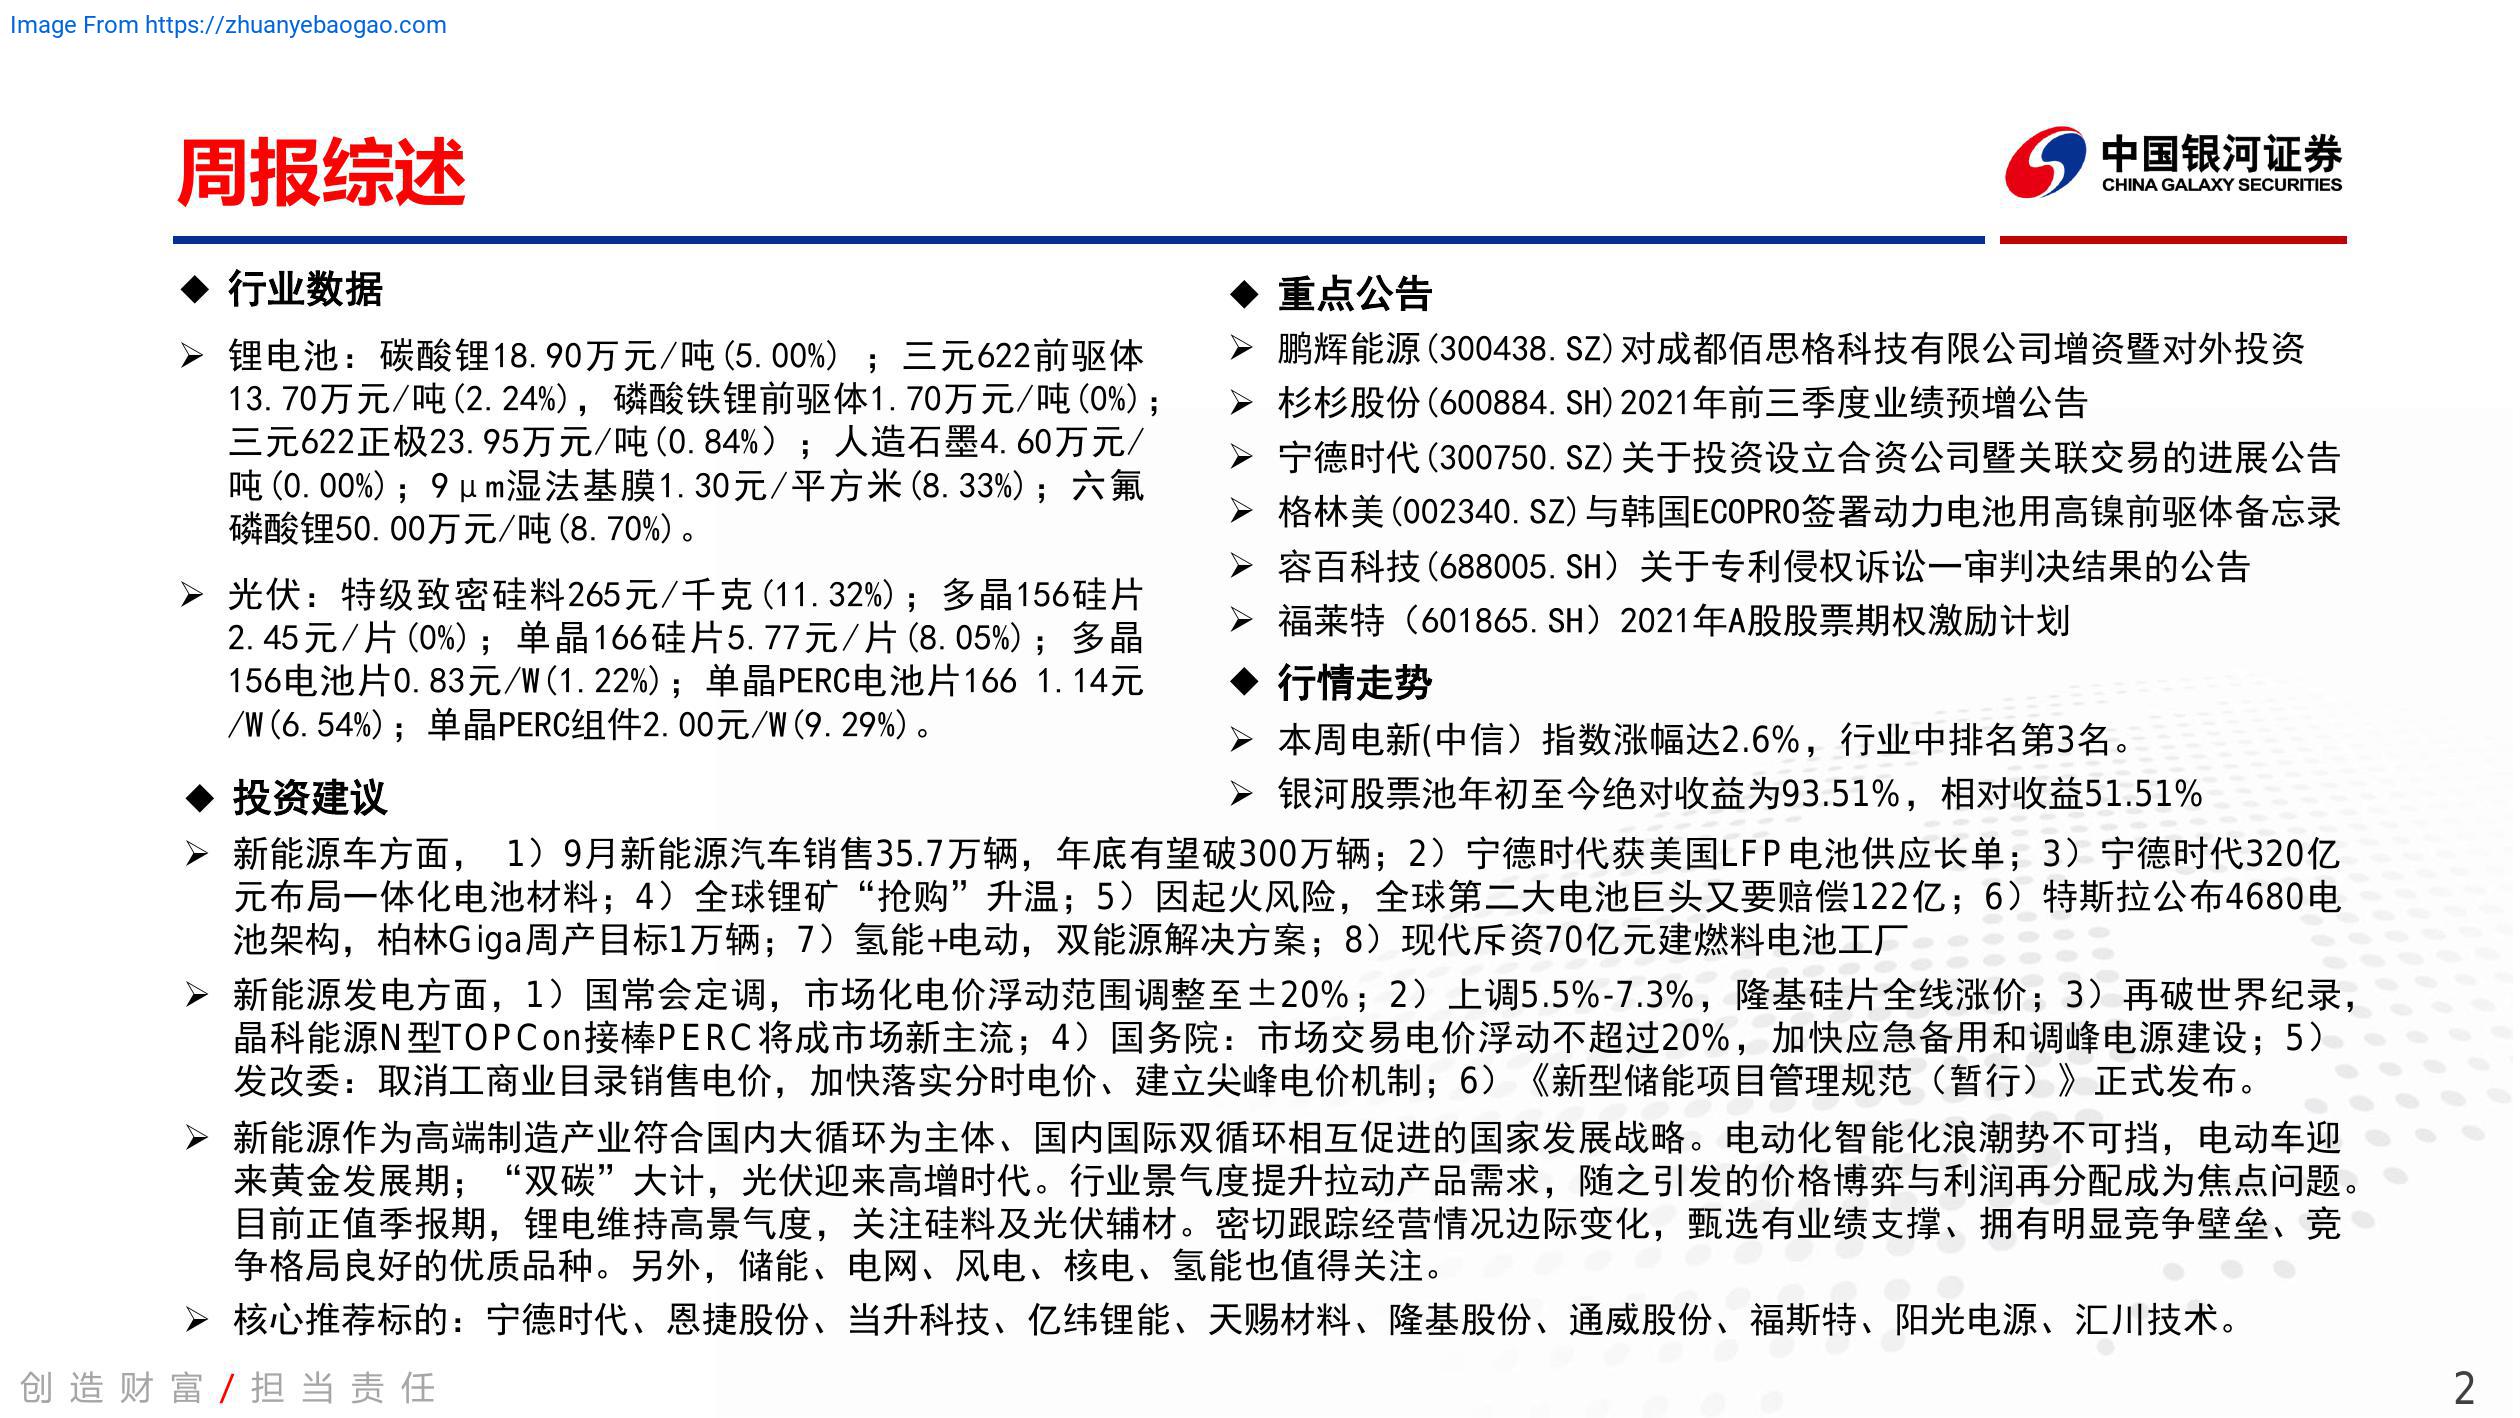 Image From https://zhuanyebaogao.com
周报综述
中国银河证券
CHINA GALAXY SECURITIES
◆ 行业数据
➢ 锂电池：碳酸锂18.90万元/吨(5.00%) ；三元622前驱体
13.70万元/吨(2.24%)，磷酸铁锂前驱体1.70万元/吨(0%)；
三元622正极23.95万元/吨(0.84%）；人造石墨4.60万元/
吨(0.00%)；9μm湿法基膜1.30元/平方米(8.33%)；六氟
磷酸锂50.00万元/吨(8.70%)。
➢ 光伏：特级致密硅料265元/千克(11.32%)；多晶156硅片
2.45元/片(0%)；单晶166硅片5.77元/片(8.05%)；多晶
156电池片0.83元/W(1.22%)；单晶PERC电池片166 1.14元
/W(6.54%)；单晶PERC组件2.00元/W(9.29%)。
◆ 重点公告
➢ 鹏辉能源(300438.SZ)对成都佰思格科技有限公司增资暨对外投资
➢ 杉杉股份(600884.SH)2021年前三季度业绩预增公告
➢ 宁德时代(300750.SZ)关于投资设立合资公司暨关联交易的进展公告
➢ 格林美(002340.SZ)与韩国ECOPRO签署动力电池用高镍前驱体备忘录
➢ 容百科技(688005.SH）关于专利侵权诉讼一审判决结果的公告
➢ 福莱特（601865.SH）2021年A股股票期权激励计划
◆ 行情走势
➢ 本周电新(中信）指数涨幅达2.6%，行业中排名第3名。
➢ 银河股票池年初至今绝对收益为93.51%，相对收益51.51%
◆ 投资建议
➢ 新能源车方面， 1）9月新能源汽车销售35.7万辆，年底有望破300万辆；2）宁德时代获美国LFP电池供应长单；3）宁德时代320亿
元布局一体化电池材料；4）全球锂矿“抢购”升温；5）因起火风险，全球第二大电池巨头又要赔偿122亿；6）特斯拉公布4680电
池架构，柏林Giga周产目标1万辆；7）氢能+电动，双能源解决方案；8）现代斥资70亿元建燃料电池工厂
➢ 新能源发电方面，1）国常会定调，市场化电价浮动范围调整至±20%；2）上调5.5%-7.3%，隆基硅片全线涨价；3）再破世界纪录，
晶科能源N型TOPCon接棒PERC将成市场新主流；4）国务院：市场交易电价浮动不超过20%，加快应急备用和调峰电源建设；5）
发改委：取消工商业目录销售电价，加快落实分时电价、建立尖峰电价机制；6）《新型储能项目管理规范（暂行）》正式发布。
➢ 新能源作为高端制造产业符合国内大循环为主体、国内国际双循环相互促进的国家发展战略。电动化智能化浪潮势不可挡，电动车迎
来黄金发展期；“双碳”大计，光伏迎来高增时代。行业景气度提升拉动产品需求，随之引发的价格博弈与利润再分配成为焦点问题。
目前正值季报期，锂电维持高景气度，关注硅料及光伏辅材。密切跟踪经营情况边际变化，甄选有业绩支撑、拥有明显竞争壁垒、竞
争格局良好的优质品种。另外，储能、电网、风电、核电、氢能也值得关注。
➢ 核心推荐标的：宁德时代、恩捷股份、当升科技、亿纬锂能、天赐材料、隆基股份、通威股份、福斯特、阳光电源、汇川技术。
创造财富/担当责任
2